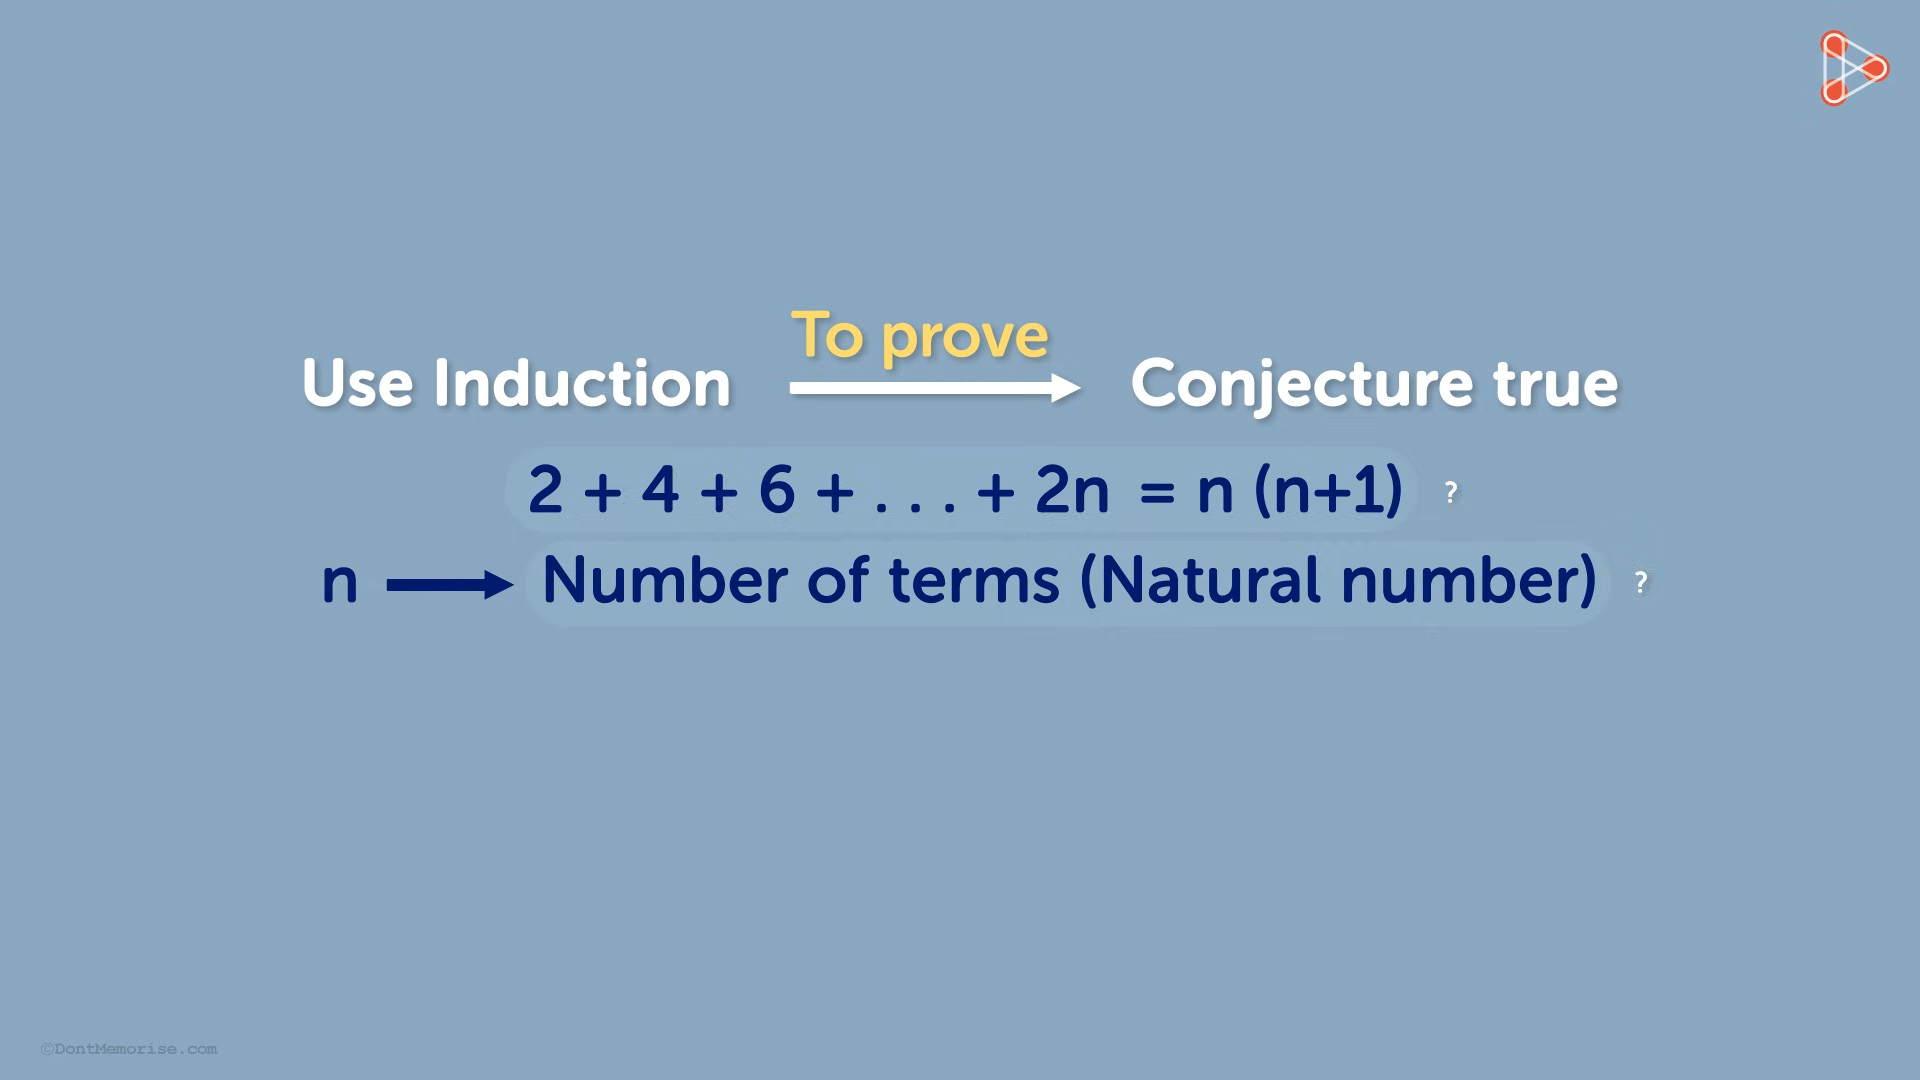 To prove
Use Induction Conjecture true
2 + 4 + 6 + . . . + 2n = n (n+1) ?
n Number of terms (Natural number) ?
©DontMemorise.com